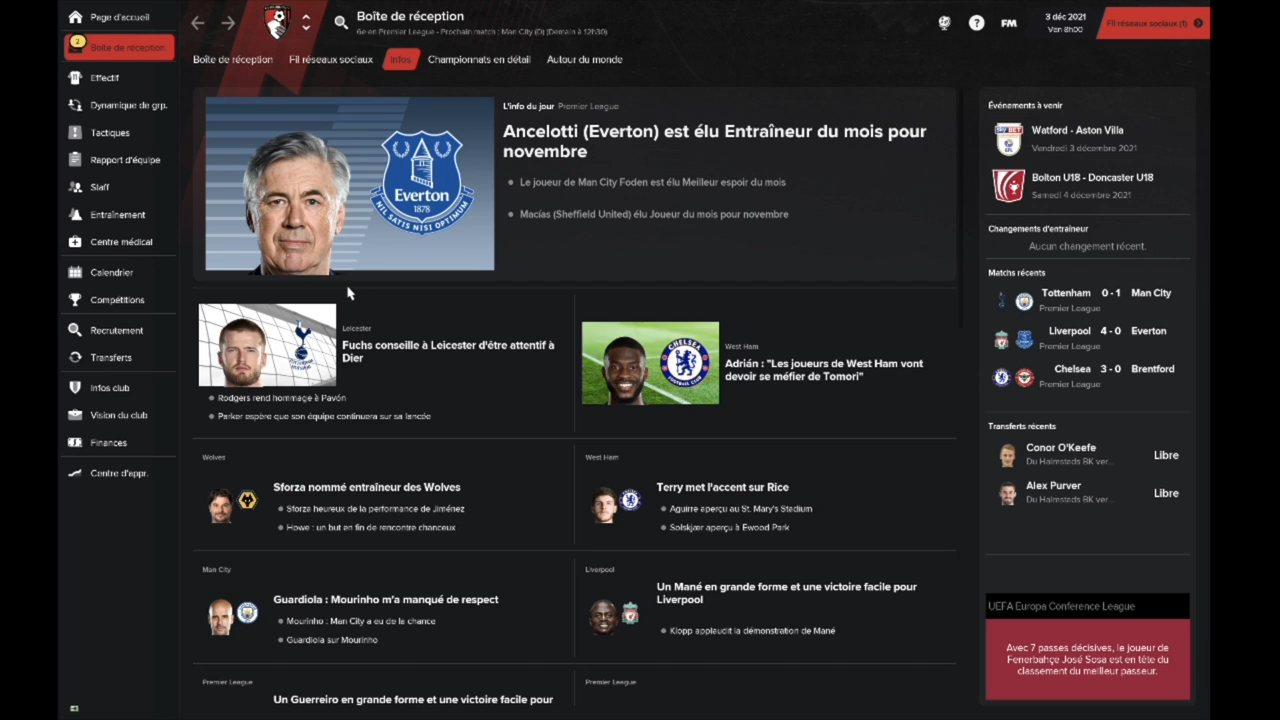 Page d'accueil
2
Boîte de réception
Effectif
Dynamique de grp.
Tactiques
Rapport d'équipe
Staff
Entraînement
Centre médical
Calendrier
Compétitions
Recrutement
Transferts
Infos club
Vision du club
Finances
Centre d'appr.
Boîte de réception
6e en Premier League - Prochain match : Man City (D) (Demain à 12h30)
?
FM
3 déc 2021
Ven 8h00
Fil réseaux sociaux (1)
Boîte de réception
Fil réseaux sociaux
Infos
Championnats en détail
Autour du monde
L'info du jour Premier League
Ancelotti (Everton) est élu Entraîneur du mois pour
novembre
Le joueur de Man City Foden est élu Meilleur espoir du mois
Macías (Sheffield United) élu Joueur du mois pour novembre
Everton
1878
NIL SATIS NISI OPTIMUM
Leicester
Fuchs conseille à Leicester d'être attentif à
Dier
Rodgers rend hommage à Pavón
Parker espère que son équipe continuera sur sa lancée
West Ham
Adrián : "Les joueurs de West Ham vont
devoir se méfier de Tomori"
Wolves
Sforza nommé entraîneur des Wolves
Sforza heureux de la performance de Jiménez
Howe : un but en fin de rencontre chanceux
West Ham
Terry met l'accent sur Rice
Aguirre aperçu au St. Mary's Stadium
Solskjær aperçu à Ewood Park
Man City
Guardiola : Mourinho m'a manqué de respect
Mourinho : Man City a eu de la chance
Guardiola sur Mourinho
Liverpool
Un Mané en grande forme et une victoire facile pour
Liverpool
Klopp applaudit la démonstration de Mané
Premier League
Un Guerreiro en grande forme et une victoire facile pour
Premier League
Événements à venir
Watford - Aston Villa
Vendredi 3 décembre 2021
Bolton U18 - Doncaster U18
Samedi 4 décembre 2021
Changements d'entraîneur
Aucun changement récent.
Matchs récents
Tottenham 0 - 1 Man City
Premier League
Liverpool 4 - 0 Everton
Premier League
Chelsea 3 - 0 Brentford
Premier League
Transferts récents
Conor O'Keefe
Du Halmstads BK ver...
Libre
Alex Purver
Du Halmstads BK ver...
Libre
UEFA Europa Conference League
Avec 7 passes décisives, le joueur de
Fenerbahçe José Sosa est en tête du
classement du meilleur passeur.